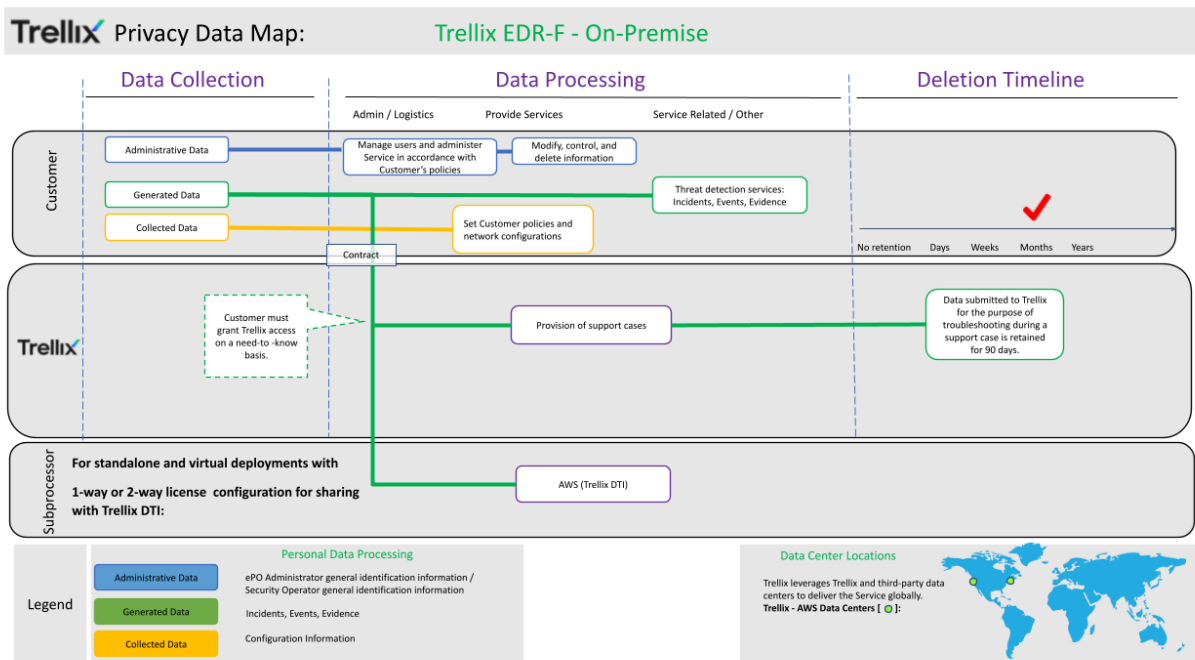 Trellix Privacy Data Map: Trellix EDR-F - On-Premise
Data Collection
Data Processing
Deletion Timeline
Admin / Logistics
Provide Services
Service Related / Other
Customer
Administrative Data
Manage users and administer
Service in accordance with
Customer's policies
Modify, control, and
delete information
Generated Data
Threat detection services:
Incidents, Events, Evidence
Collected Data
Set Customer policies and
network configurations
No retention
Days
Weeks
Months
Years
Contract
Trellix
Customer must
grant Trellix access
on a need-to -know
basis.
Provision of support cases
Data submitted to Trellix
for the purpose of
troubleshooting during a
support case is retained
for 90 days.
Subprocessor
For standalone and virtual deployments with
1-way or 2-way license configuration for sharing
with Trellix DTI:
AWS (Trellix DTI)
Legend
Personal Data Processing
Administrative Data
ePO Administrator general identification information /
Security Operator general identification information
Generated Data
Incidents, Events, Evidence
Collected Data
Configuration Information
Data Center Locations
Trellix leverages Trellix and third-party data
centers to deliver the Service globally.
Trellix - AWS Data Centers [ ]: